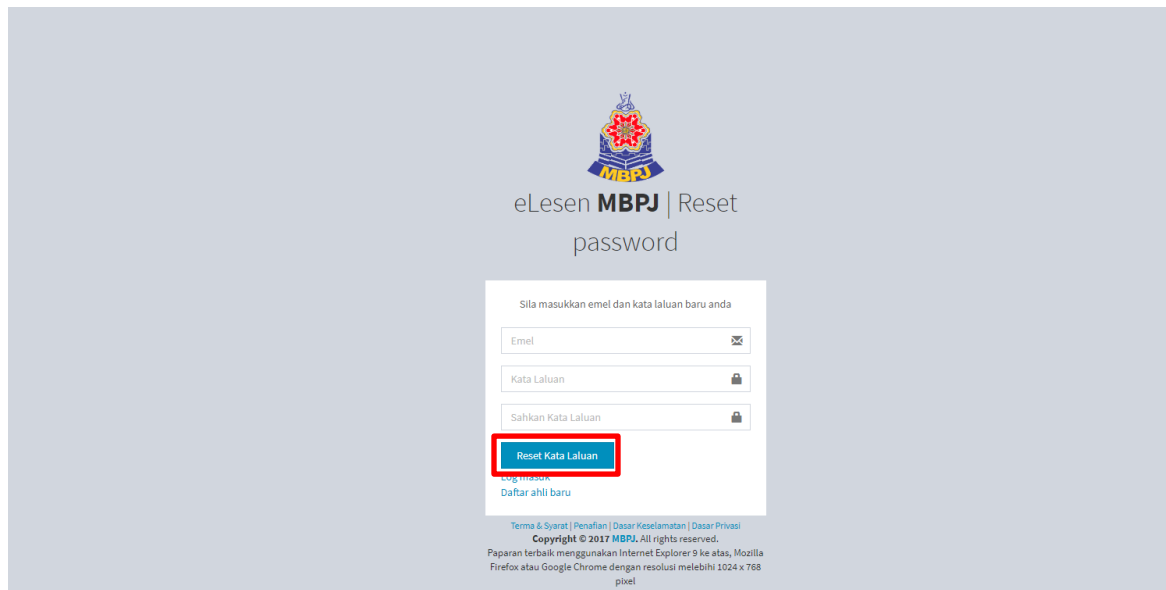 MBPJ
eLesen MBPJ | Reset
password
Sila masukkan emel dan kata laluan baru anda
Emel
Kata Laluan
Sahkan Kata Laluan
Reset Kata Laluan
Log masuk
Daftar ahli baru
Terma & Syarat | Penafian | Dasar Keselamatan | Dasar Privasi
Copyright © 2017 MBPJ. All rights reserved.
Paparan terbaik menggunakan Internet Explorer 9 ke atas, Mozilla
Firefox atau Google Chrome dengan resolusi melebihi 1024 x 768
pixel